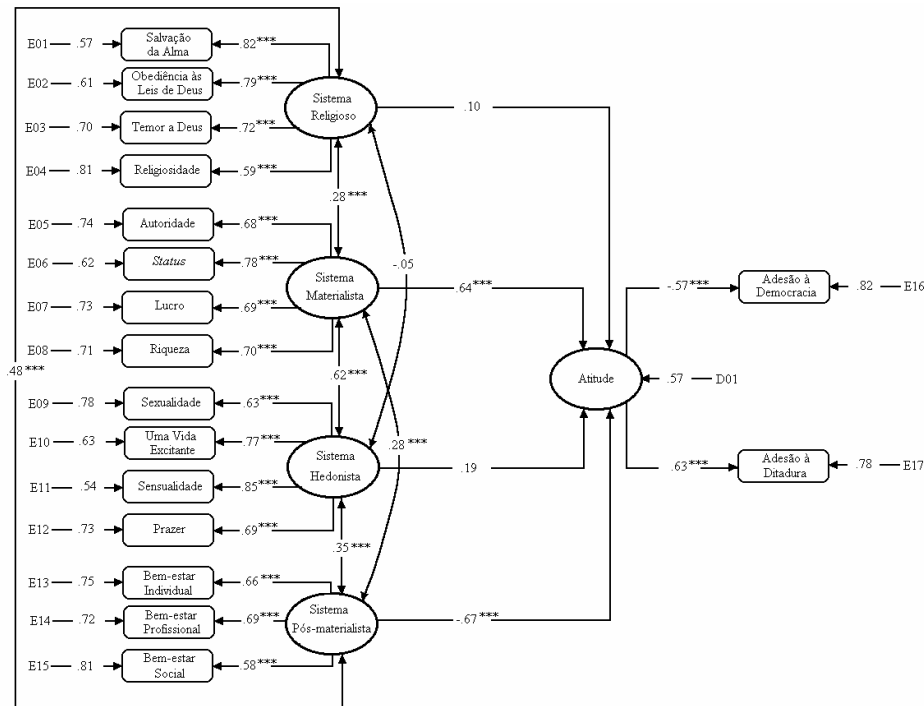 E01 .57 Salvação da Alma .82***
E02 .61 Obediência às Leis de Deus .79***
Sistema Religioso
.10
E03 .70 Temor a Deus .72***
E04 .81 Religiosidade .59***
.28***
E05 .74 Autoridade .68***
E06 .62 Status .78***
-.05
Sistema Materialista
.64***
-.57***
Adesão à Democracia
.82 E16
E07 .73 Lucro .69***
E08 .71 Riqueza .70***
.48***
.62***
Atitude
.57 D01
E09 .78 Sexualidade .63***
E10 .63 Uma Vida Excitante .77***
.28***
Sistema Hedonista
.19
.63***
Adesão à Ditadura
.78 E17
E11 .54 Sensualidade .85***
E12 .73 Prazer .69***
.35***
E13 .75 Bem-estar Individual .66***
E14 .72 Bem-estar Profissional .69***
Sistema Pós-materialista
-.67***
E15 .81 Bem-estar Social .58***